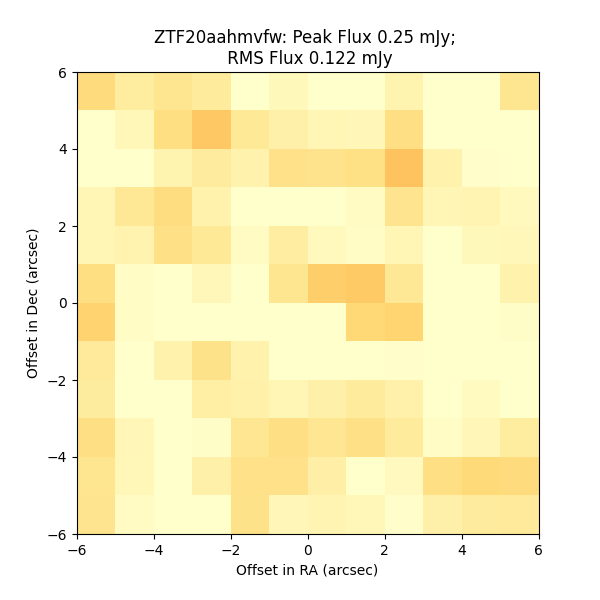 ZTF20aahmvfw: Peak Flux 0.25 mJy;
RMS Flux 0.122 mJy
6
4
2
0
−2
−4
−6
Offset in Dec (arcsec)
−6 −4 −2 0 2 4 6
Offset in RA (arcsec)